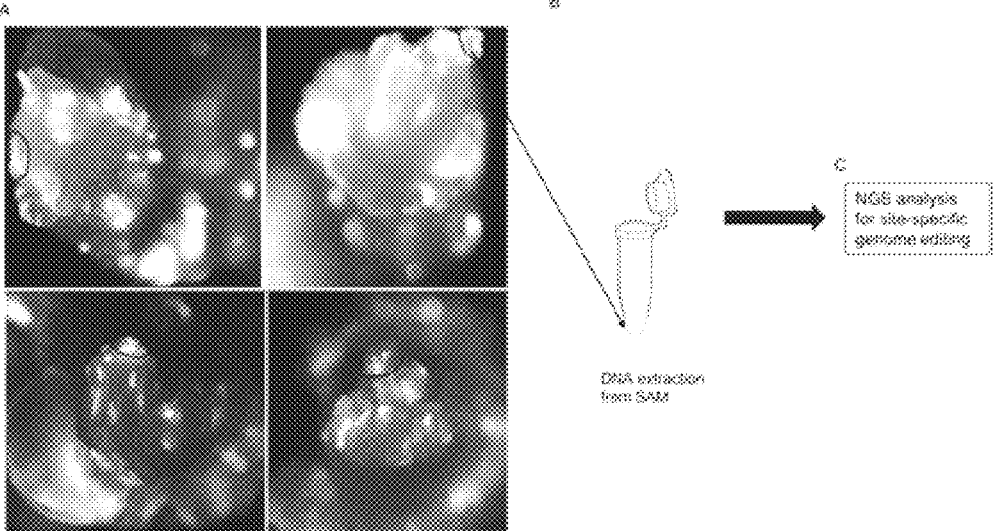 A
B
C
NGS analysis
for site-specific
genome editing
DNA extraction
from SAM